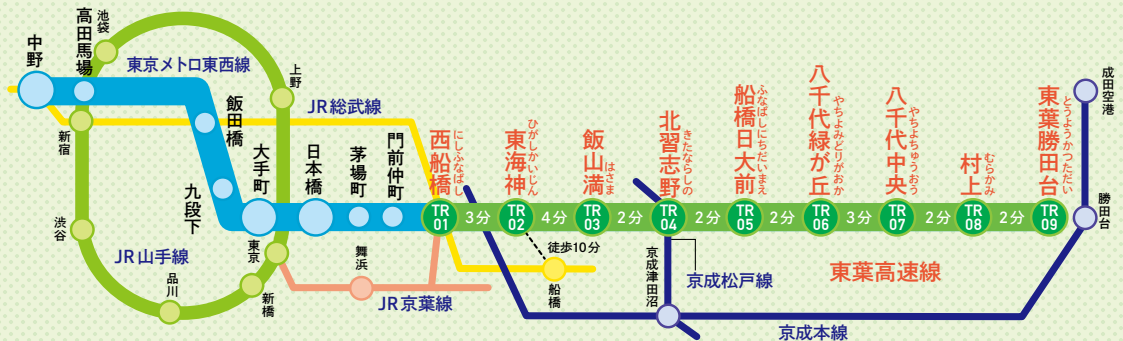 中野
高田馬場
池袋
東京メトロ東西線
上野
JR総武線
新宿
飯田橋
九段下
大手町
日本橋
茅場町
門前仲町
渋谷
JR山手線
品川
新橋
東京
舞浜
JR京葉線
西船橋
にしふなばし
東海神
ひがしかいじん
飯山満
はさま
北習志野
きたならしの
船橋日大前
ふなばしにちだいまえ
八千代緑が丘
やちよみどりがおか
八千代中央
やちよちゅうおう
村上
むらかみ
東葉勝田台
とうようかつただい
成田空港
勝田台
TR 01
3分
TR 02
4分
TR 03
2分
TR 04
2分
TR 05
2分
TR 06
3分
TR 07
2分
TR 08
2分
TR 09
徒歩10分
船橋
京成津田沼
京成松戸線
東葉高速線
京成本線